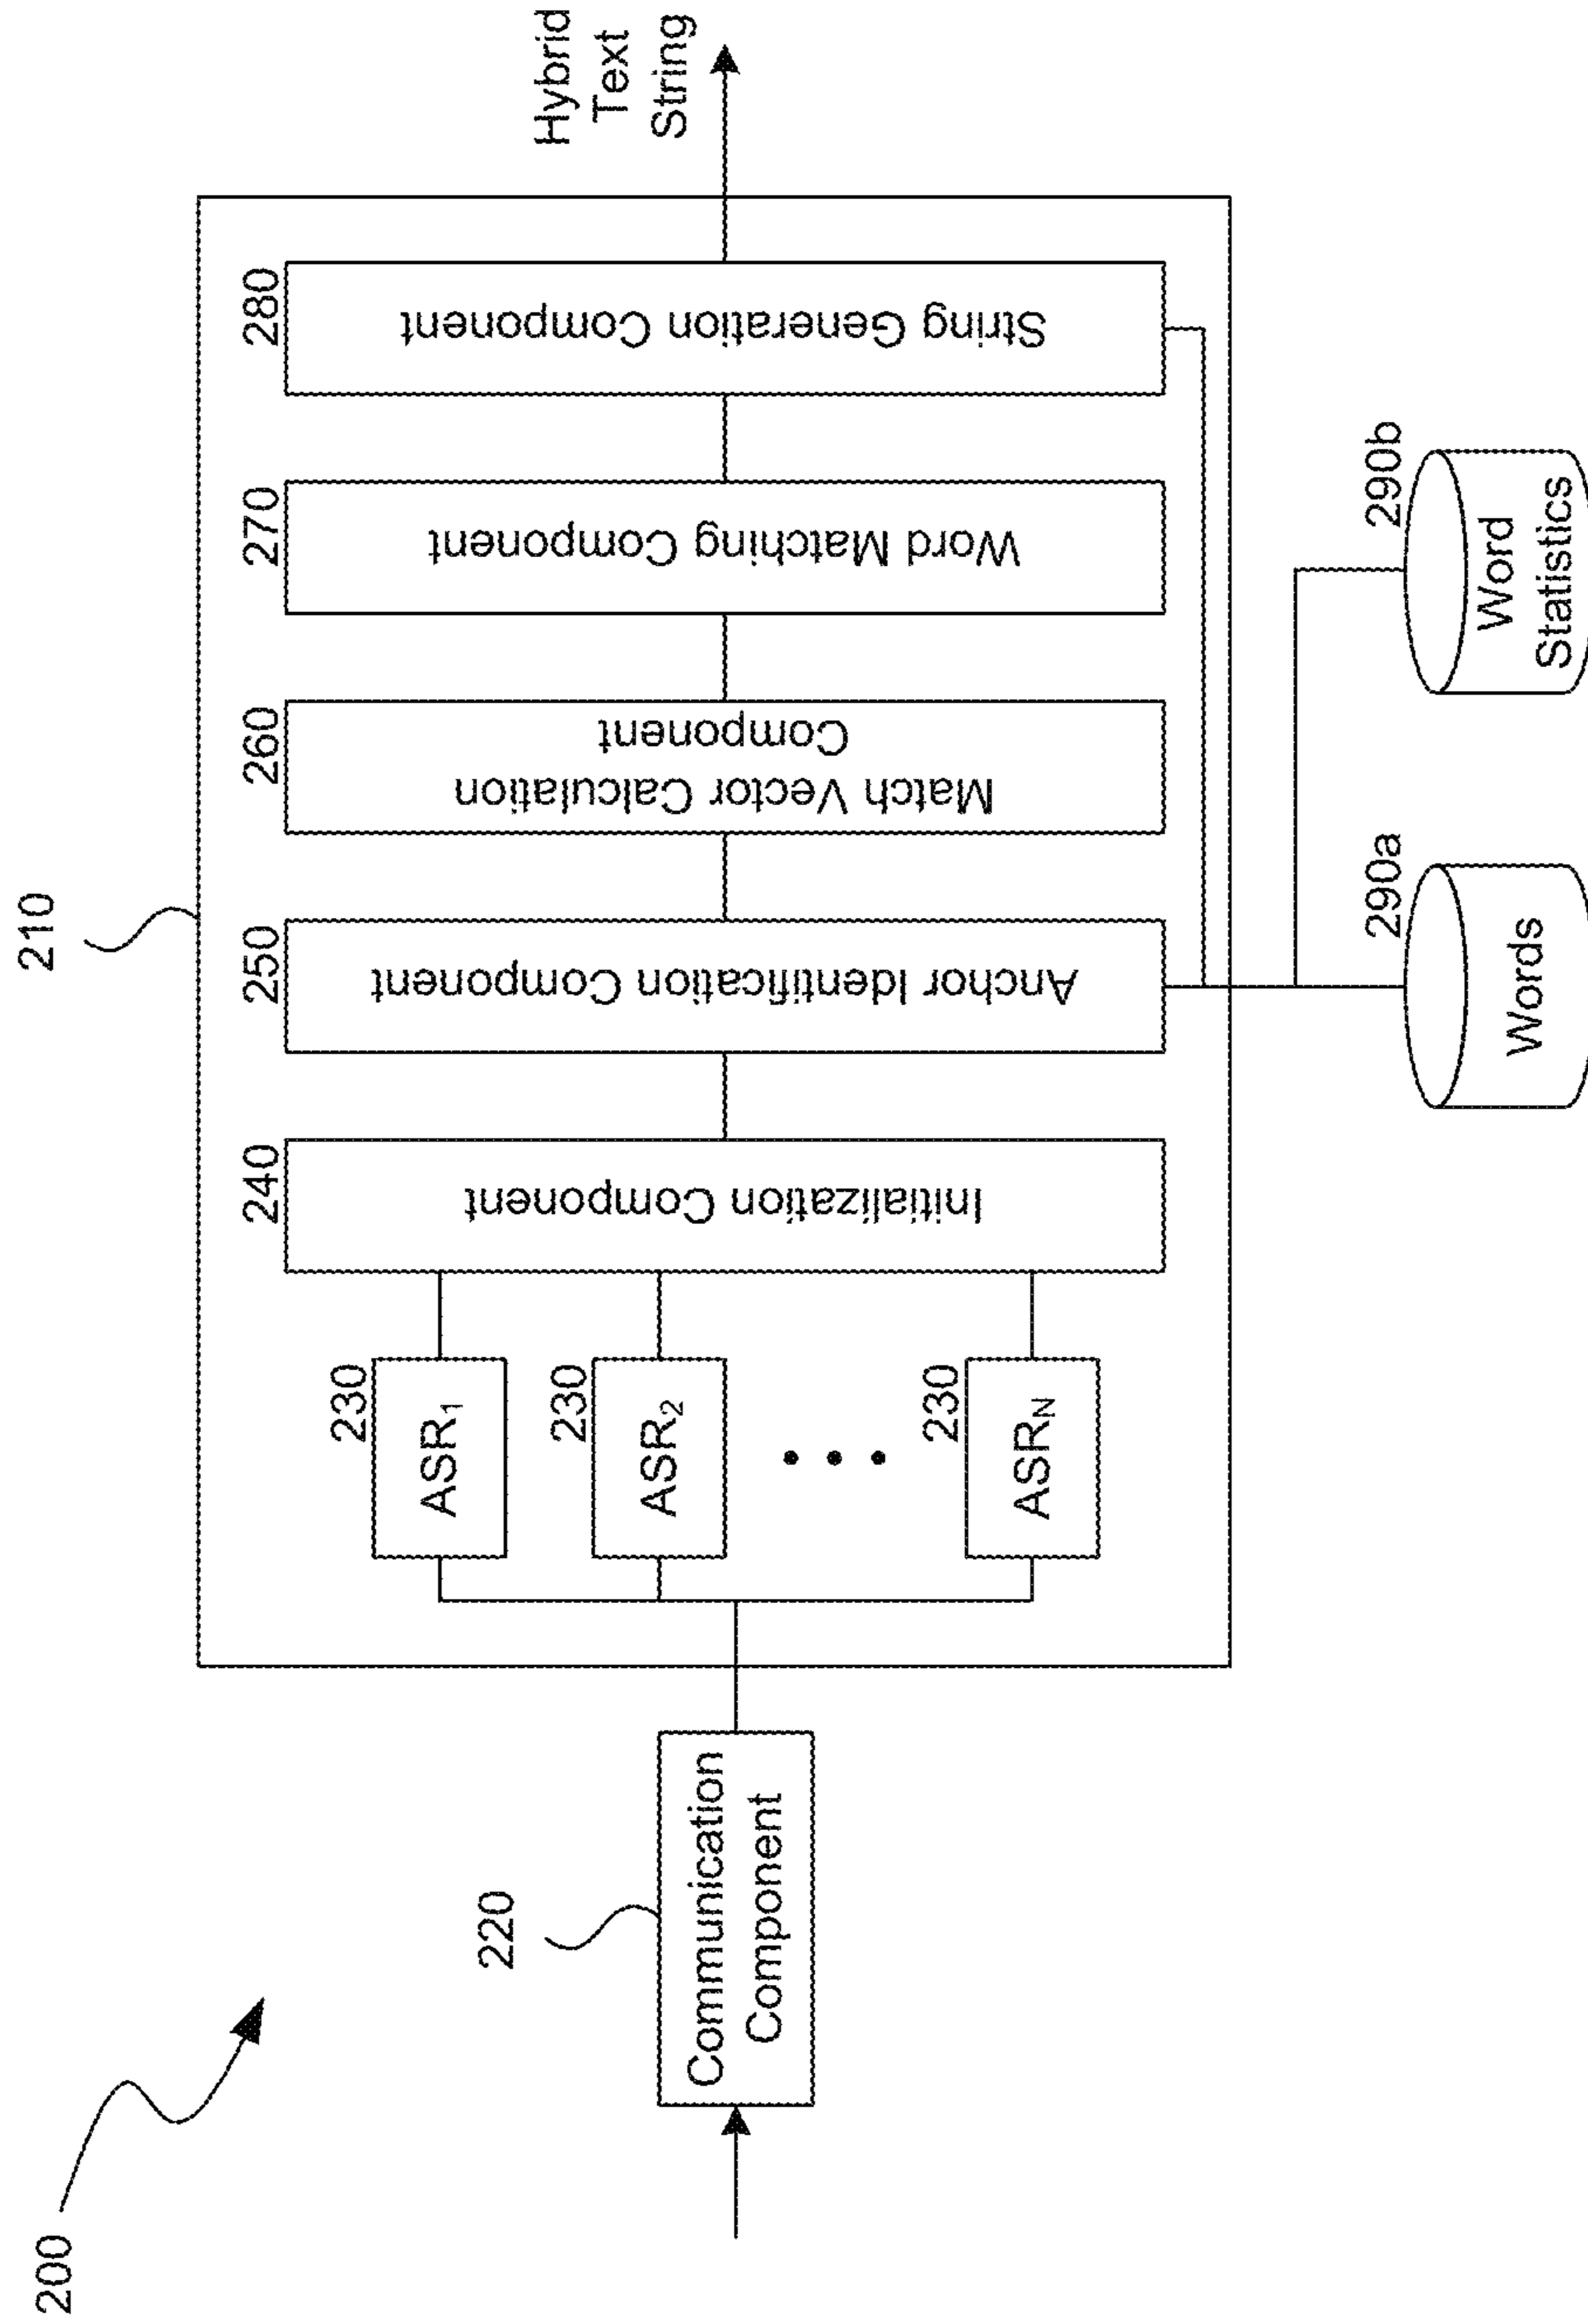 200
210
220
Communication
Component
230
ASR1
230
ASR2
230
ASRN
240
Initialization Component
250
Anchor Identification Component
260
Match Vector Calculation
Component
270
Word Matching Component
280
String Generation Component
Hybrid
Text
String
290a
Words
290b
Word
Statistics